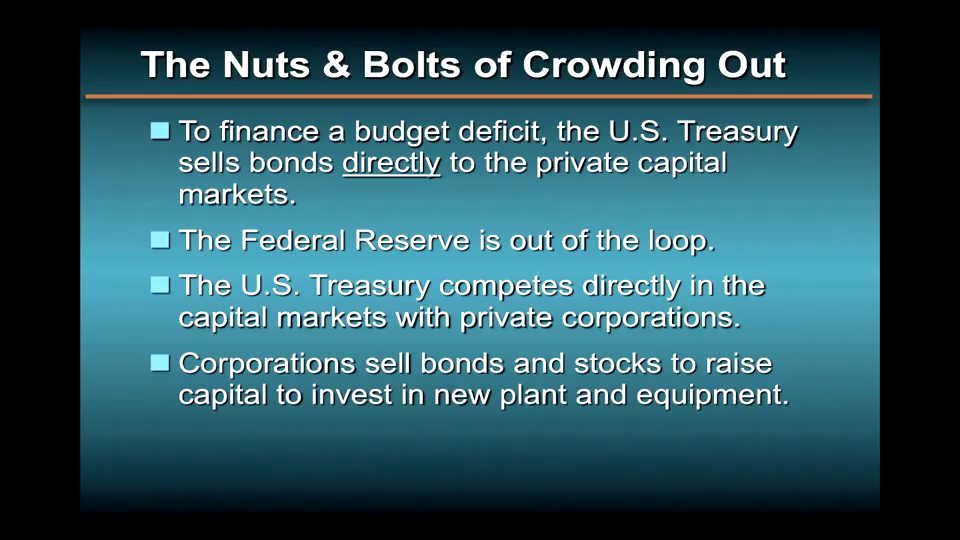 The Nuts & Bolts of Crowding Out
To finance a budget deficit, the U.S. Treasury
sells bonds directly to the private capital
markets.
The Federal Reserve is out of the loop.
The U.S. Treasury competes directly in the
capital markets with private corporations.
Corporations sell bonds and stocks to raise
capital to invest in new plant and equipment.